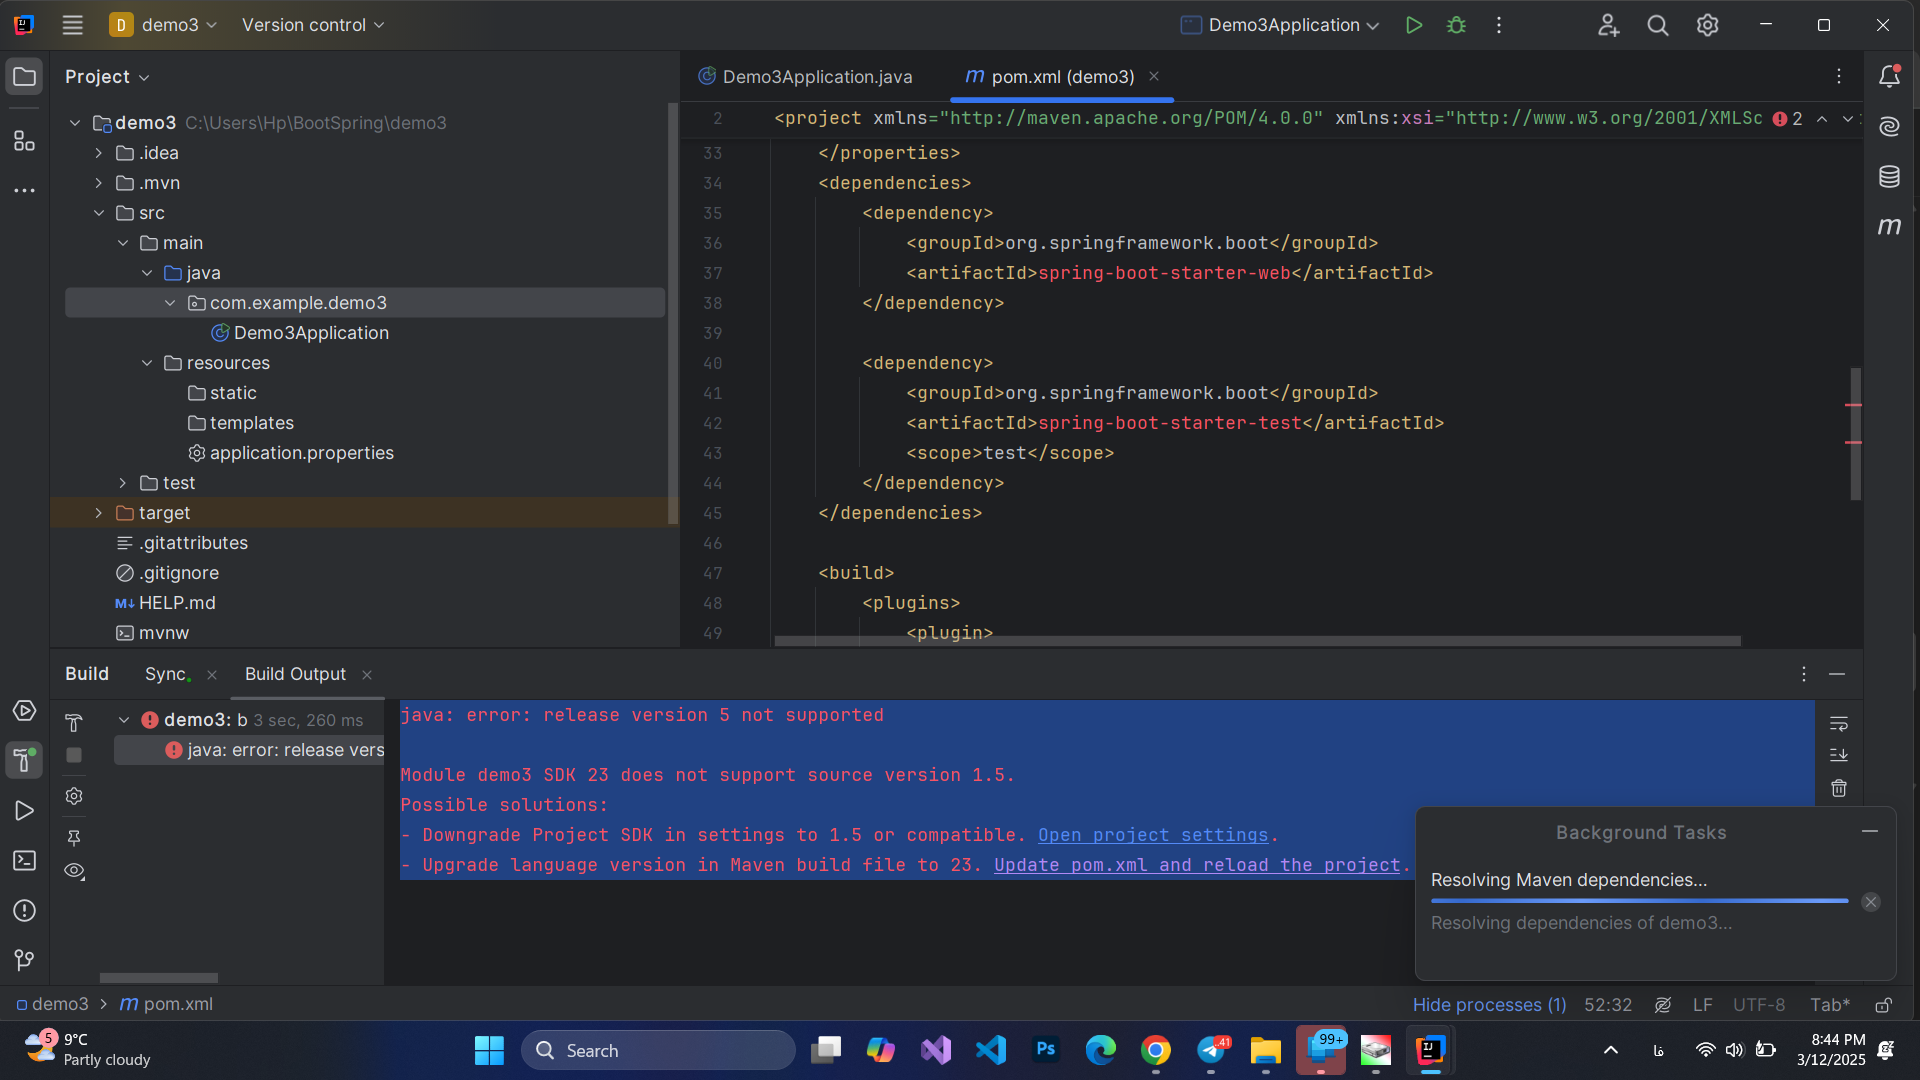 D demo3 Version control Demo3Application
Project
demo3 C:\Users\Hp\BootSpring\demo3
.idea
.mvn
src
main
java
com.example.demo3
Demo3Application
resources
static
templates
application.properties
test
target
.gitattributes
.gitignore
M↓ HELP.md
mvnw
Demo3Application.java
m pom.xml (demo3)
2 <project xmlns="http://maven.apache.org/POM/4.0.0" xmlns:xsi="http://www.w3.org/2001/XMLSc 2
33 </properties>
34 <dependencies>
35 <dependency>
36 <groupId>org.springframework.boot</groupId>
37 <artifactId>spring-boot-starter-web</artifactId>
38 </dependency>
39
40 <dependency>
41 <groupId>org.springframework.boot</groupId>
42 <artifactId>spring-boot-starter-test</artifactId>
43 <scope>test</scope>
44 </dependency>
45 </dependencies>
46
47 <build>
48 <plugins>
49 <plugin>
m
Build Sync Build Output
demo3: b 3 sec, 260 ms
java: error: release vers
java: error: release version 5 not supported
Module demo3 SDK 23 does not support source version 1.5.
Possible solutions:
- Downgrade Project SDK in settings to 1.5 or compatible. Open project settings.
- Upgrade language version in Maven build file to 23. Update pom.xml and reload the project.
Background Tasks
Resolving Maven dependencies...
Resolving dependencies of demo3...
demo3 > m pom.xml
Hide processes (1) 52:32 LF UTF-8 Tab*
5 9°C
Partly cloudy
Search
Ps
41
99+
IJ
فا
8:44 PM
3/12/2025